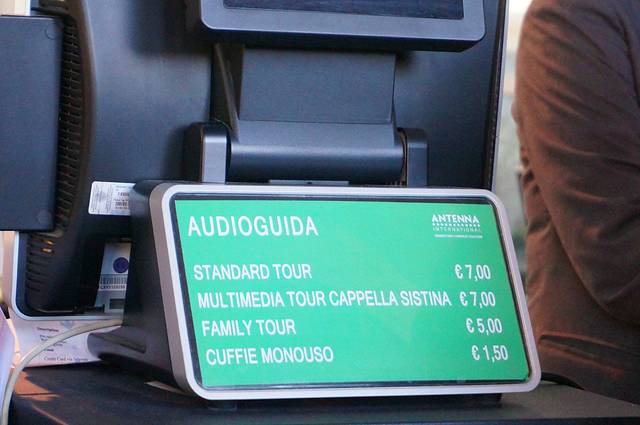 AUDIOGUIDA
ANTENNA
INTERNATIONAL
STANDARD TOUR € 7,00
MULTIMEDIA TOUR CAPPELLA SISTINA € 7,00
FAMILY TOUR € 5,00
CUFFIE MONOUSO € 1,50